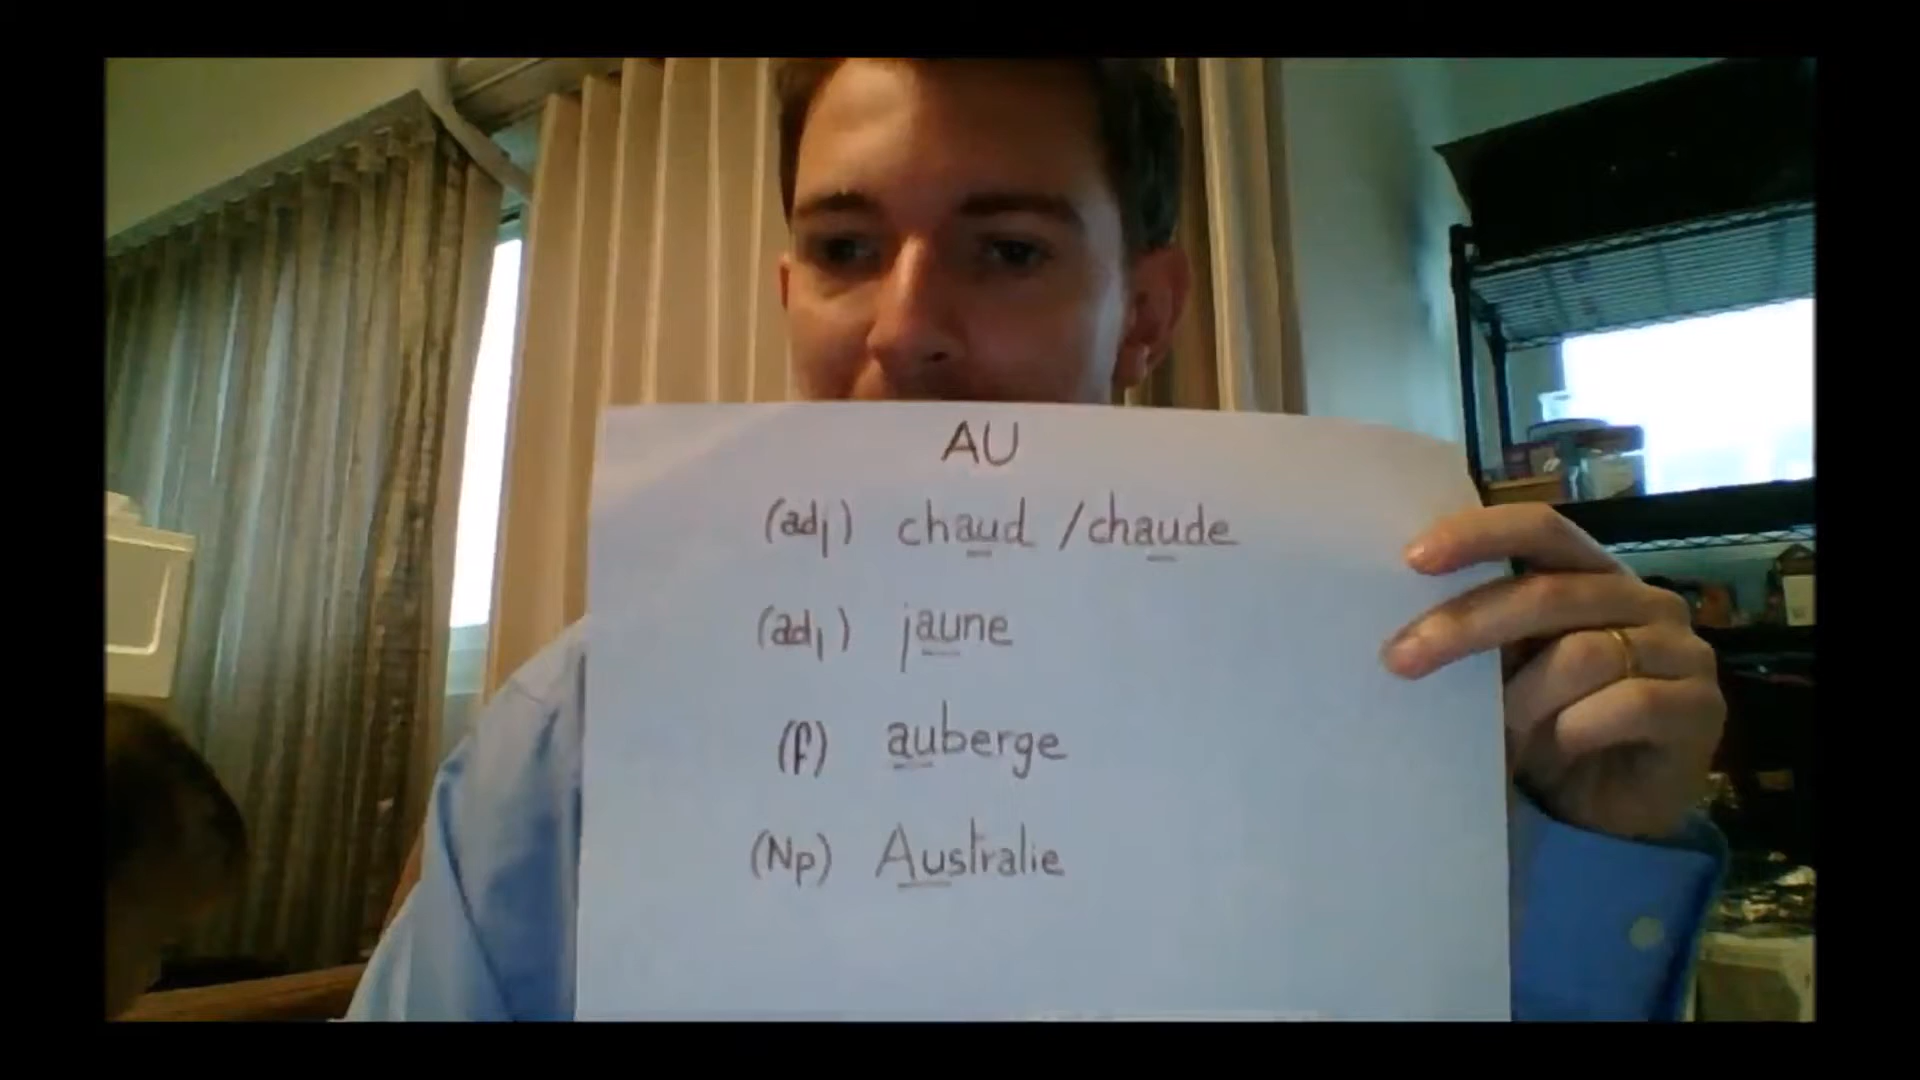 AU
(adj) chaud / chaude
(adj) jaune
(f) auberge
(Np) Australie